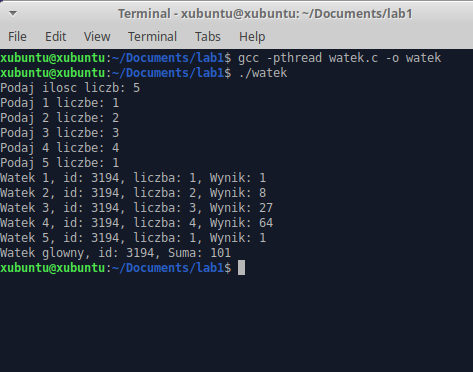 Terminal - xubuntu@xubuntu:~/Documents/lab1
File Edit View Terminal Tabs Help
xubuntu@xubuntu:~/Documents/lab1$ gcc -pthread watek.c -o watek
xubuntu@xubuntu:~/Documents/lab1$ ./watek
Podaj ilosc liczb: 5
Podaj 1 liczbe: 1
Podaj 2 liczbe: 2
Podaj 3 liczbe: 3
Podaj 4 liczbe: 4
Podaj 5 liczbe: 1
Watek 1, id: 3194, liczba: 1, Wynik: 1
Watek 2, id: 3194, liczba: 2, Wynik: 8
Watek 3, id: 3194, liczba: 3, Wynik: 27
Watek 4, id: 3194, liczba: 4, Wynik: 64
Watek 5, id: 3194, liczba: 1, Wynik: 1
Watek glowny, id: 3194, Suma: 101
xubuntu@xubuntu:~/Documents/lab1$